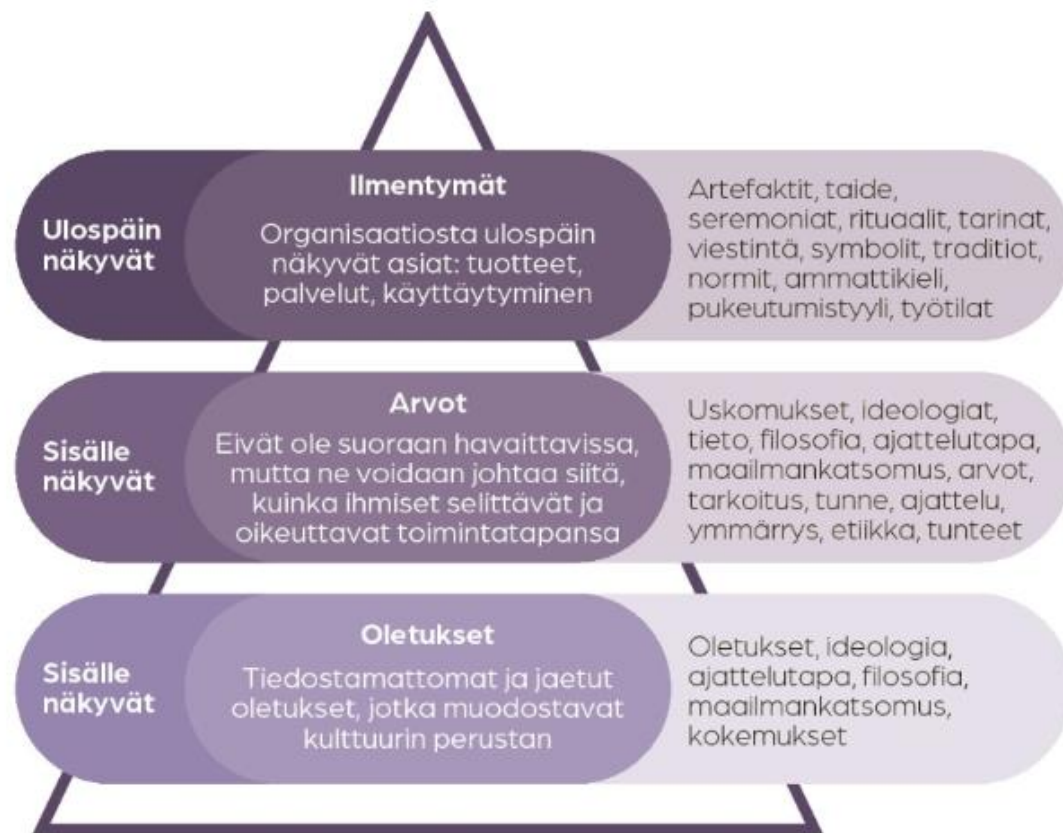 Ulospäin
näkyvät
Ilmentymät
Organisaatiosta ulospäin
näkyvät asiat: tuotteet,
palvelut, käyttäytyminen
Artefaktit, taide,
seremoniat, rituaalit, tarinat,
viestintä, symbolit, traditiot,
normit, ammattikieli,
pukeutumistyyli, työtilat
Sisälle
näkyvät
Arvot
Eivät ole suoraan havaittavissa,
mutta ne voidaan johtaa siitä,
kuinka ihmiset selittävät ja
oikeuttavat toimintatapansa
Uskomukset, ideologiat,
tieto, filosofia, ajattelutapa,
maailmankatsomus, arvot,
tarkoitus, tunne, ajattelu,
ymmärrys, etiikka, tunteet
Sisälle
näkyvät
Oletukset
Tiedostamattomat ja jaetut
oletukset, jotka muodostavat
kulttuurin perustan
Oletukset, ideologia,
ajattelutapa, filosofia,
maailmankatsomus,
kokemukset